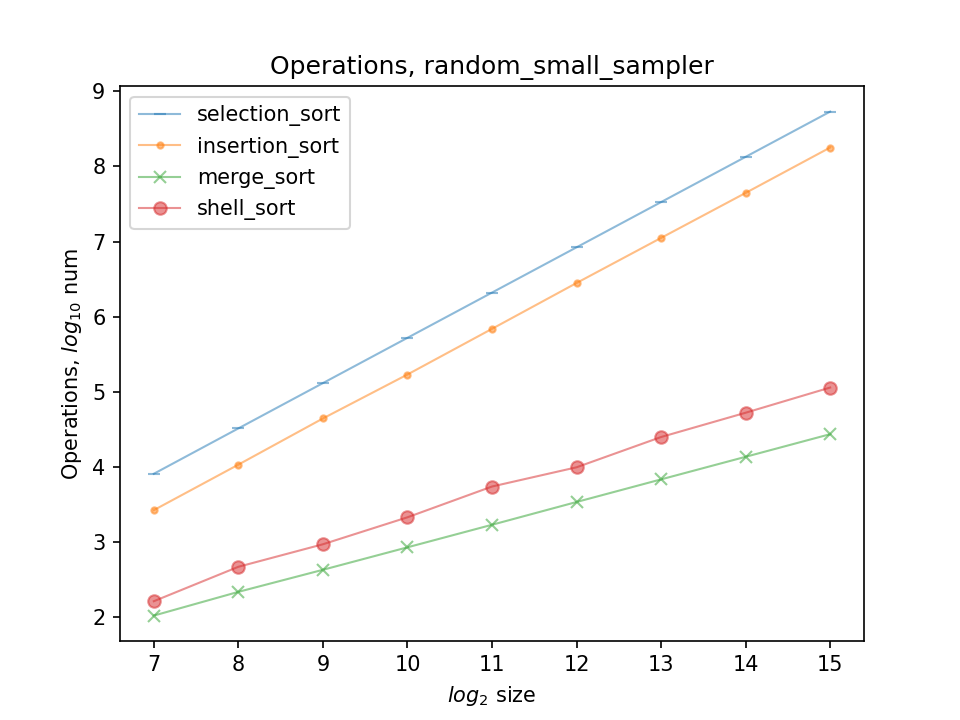 Operations, random_small_sampler
Operations, log10 num
9
8
7
6
5
4
3
2
selection_sort
insertion_sort
merge_sort
shell_sort
7 8 9 10 11 12 13 14 15
log2 size